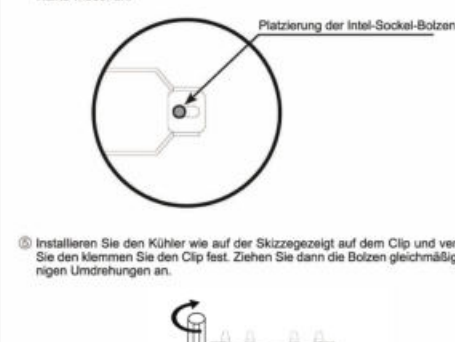 Platzierung der Intel-Sockel-Bolzen
⑤ Installieren Sie den Kühler wie auf der Skizzegezeigt auf dem Clip und ver
Sie den klemmen Sie den Clip fest. Ziehen Sie dann die Bolzen gleichmäßig
nigen Umdrehungen an.